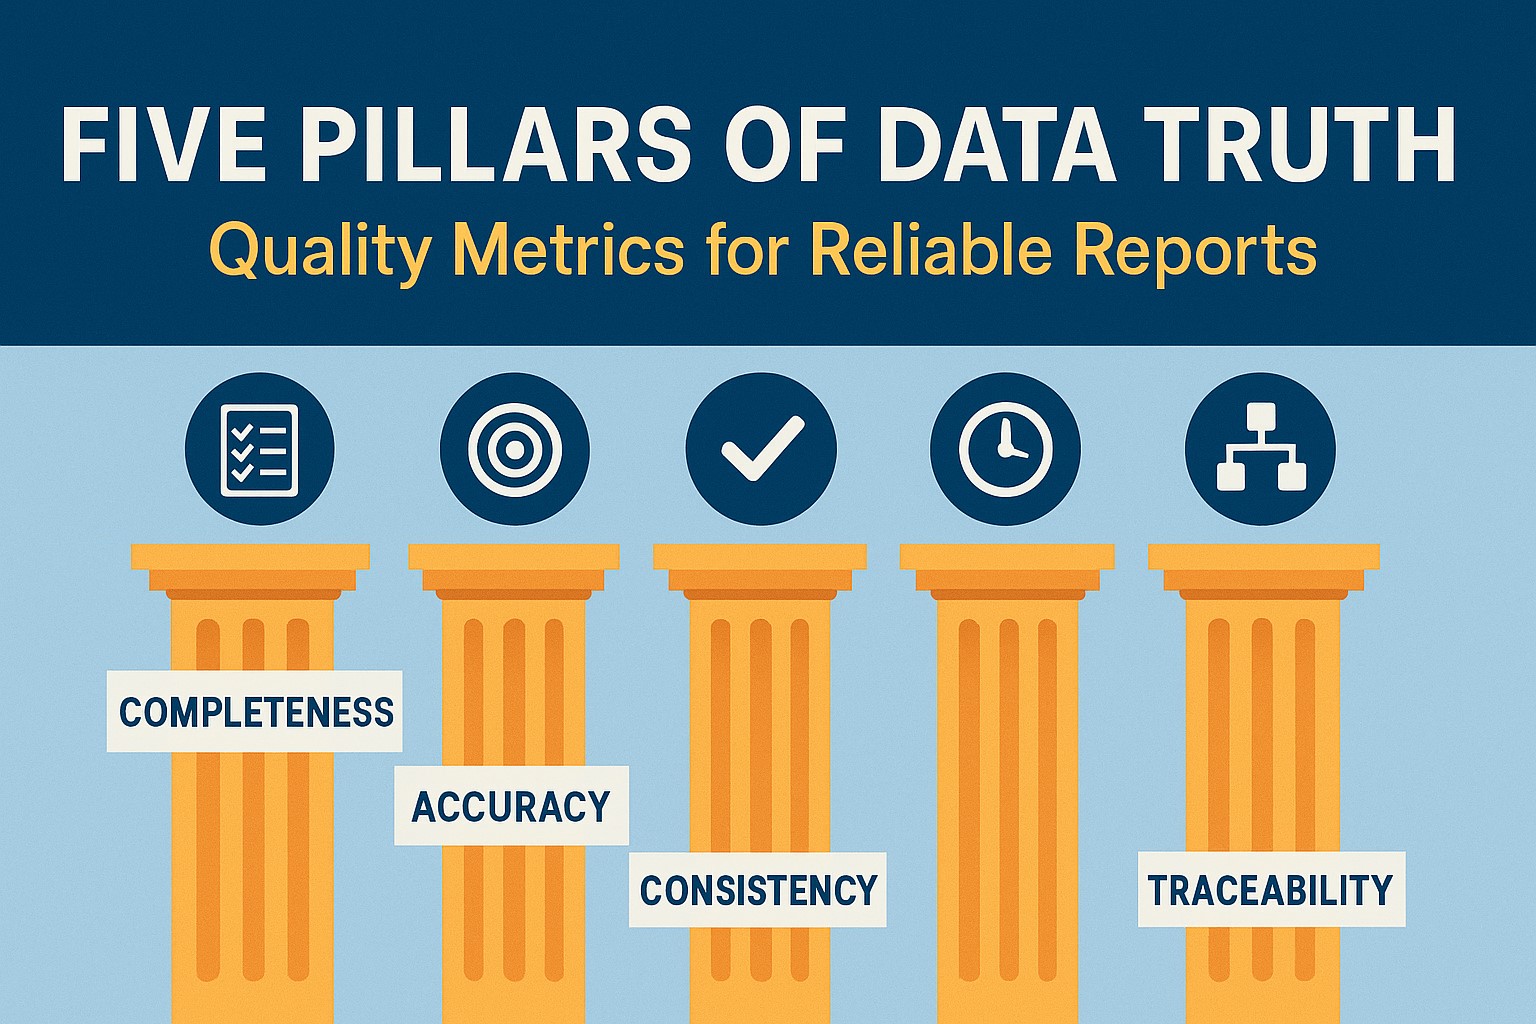 FIVE PILLARS OF DATA TRUTH
Quality Metrics for Reliable Reports
COMPLETENESS
ACCURACY
CONSISTENCY
TRACEABILITY